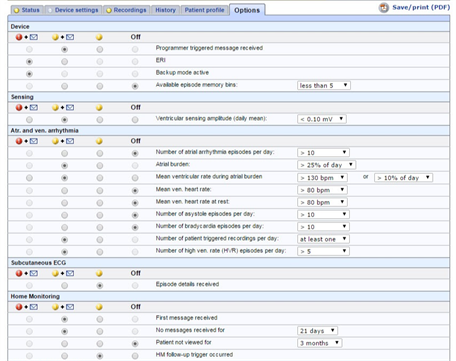 Status Device settings Recordings History Patient profile Options Save/print (PDF)
Device
Off
Programmer triggered message received
ERI
Backup mode active
Available episode memory bins: less than 5
Sensing
Off
Ventricular sensing amplitude (daily mean): < 0.10 mV
Atr. and ven. arrhythmia
Off
Number of atrial arrhythmia episodes per day: > 10
Atrial burden: > 25% of day
Mean ventricular rate during atrial burden > 130 bpm or > 10% of day
Mean ven. heart rate: > 80 bpm
Mean ven. heart rate at rest: > 80 bpm
Number of asystole episodes per day: > 10
Number of bradycardia episodes per day: > 10
Number of patient triggered recordings per day: at least one
Number of high ven. rate (HVR) episodes per day: > 5
Subcutaneous ECG
Off
Episode details received
Home Monitoring
Off
First message received
No messages received for 21 days
Patient not viewed for 3 months
HM follow-up trigger occurred